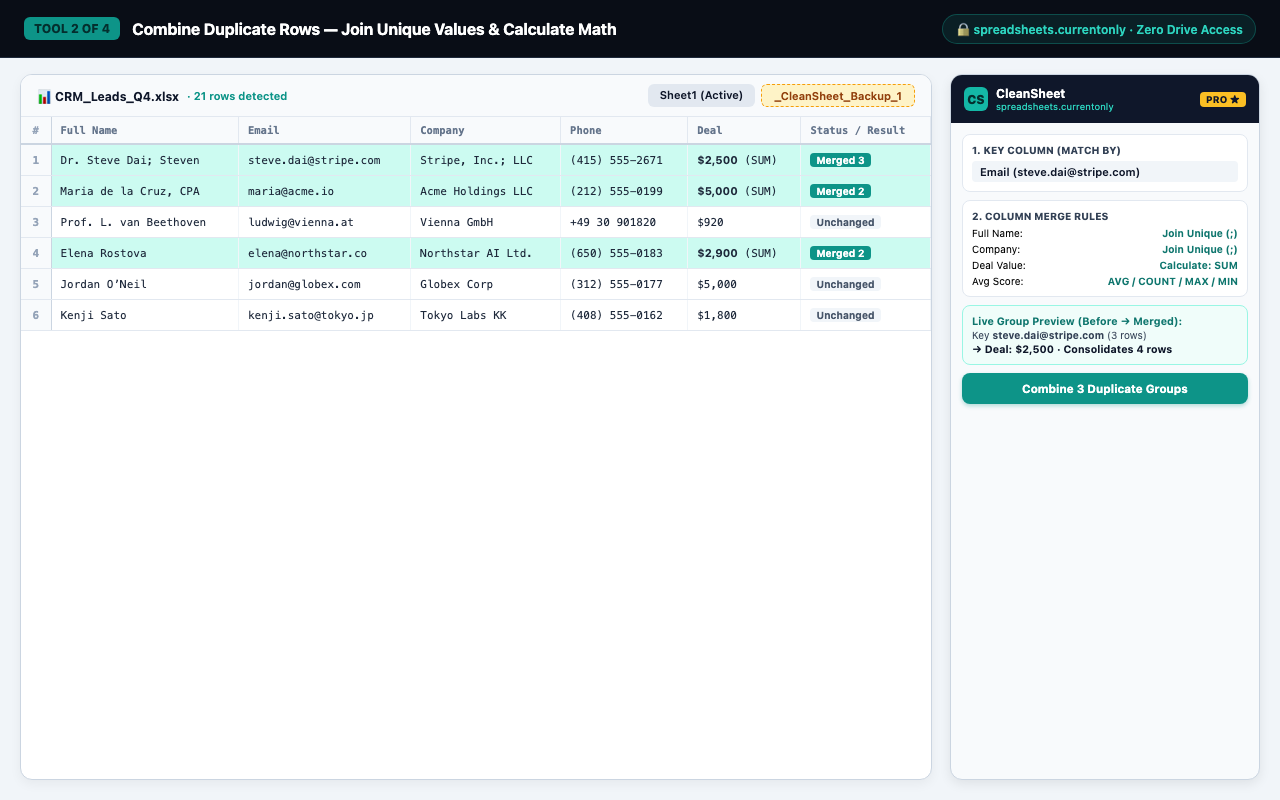 TOOL 2 OF 4 Combine Duplicate Rows — Join Unique Values & Calculate Math 🔒 spreadsheets.currentonly · Zero Drive Access
📊 CRM_Leads_Q4.xlsx · 21 rows detected Sheet1 (Active) _CleanSheet_Backup_1
# Full Name Email Company Phone Deal Status / Result
1 Dr. Steve Dai; Steven steve.dai@stripe.com Stripe, Inc.; LLC (415) 555-2671 $2,500 (SUM) Merged 3
2 Maria de la Cruz, CPA maria@acme.io Acme Holdings LLC (212) 555-0199 $5,000 (SUM) Merged 2
3 Prof. L. van Beethoven ludwig@vienna.at Vienna GmbH +49 30 901820 $920 Unchanged
4 Elena Rostova elena@northstar.co Northstar AI Ltd. (650) 555-0183 $2,900 (SUM) Merged 2
5 Jordan O’Neil jordan@globex.com Globex Corp (312) 555-0177 $5,000 Unchanged
6 Kenji Sato kenji.sato@tokyo.jp Tokyo Labs KK (408) 555-0162 $1,800 Unchanged
CS CleanSheet
spreadsheets.currentonly
PRO ★
1. KEY COLUMN (MATCH BY)
Email (steve.dai@stripe.com)
2. COLUMN MERGE RULES
Full Name: Join Unique (;)
Company: Join Unique (;)
Deal Value: Calculate: SUM
Avg Score: AVG / COUNT / MAX / MIN
Live Group Preview (Before → Merged):
Key steve.dai@stripe.com (3 rows)
→ Deal: $2,500 · Consolidates 4 rows
Combine 3 Duplicate Groups